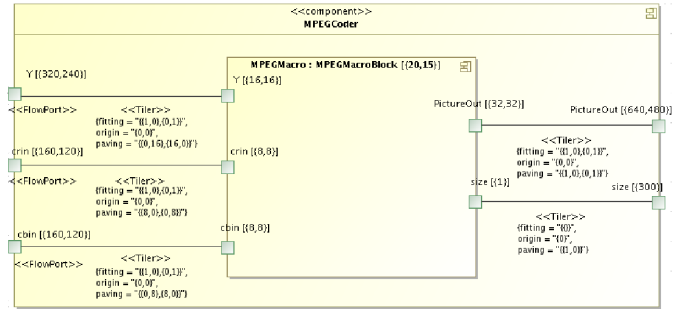 <<component>>
MPEGCoder
MPEGMacro : MPEGMacroBlock [{20,15}]
Y [{320,240}]
Y [{16,16}]
<<FlowPort>>
<<Tiler>>
{fitting = "{{1,0},{0,1}}",
origin = "{0,0}",
paving = "{{0,16},{16,0}}"}
PictureOut [{32,32}]
PictureOut [{640,480}]
<<Tiler>>
{fitting = "{{1,0},{0,1}}"
origin = "{0,0}",
paving = "{{1,0},{0,1}}"}
crin [{160,120}]
crin [{8,8}]
<<FlowPort>>
<<Tiler>>
{fitting = "{{1,0},{0,1}}",
origin = "{0,0}",
paving = "{{8,0},{0,8}}"}
size [{1}]
size [{300}]
<<Tiler>>
{fitting = "{{}}",
origin = "{0}",
paving = "{{1,0}}"}
cbin [{160,120}]
cbin [{8,8}]
<<FlowPort>>
<<Tiler>>
{fitting = "{{1,0},{0,1}}",
origin = "{0,0}",
paving = "{{0,8},{8,0}}"}